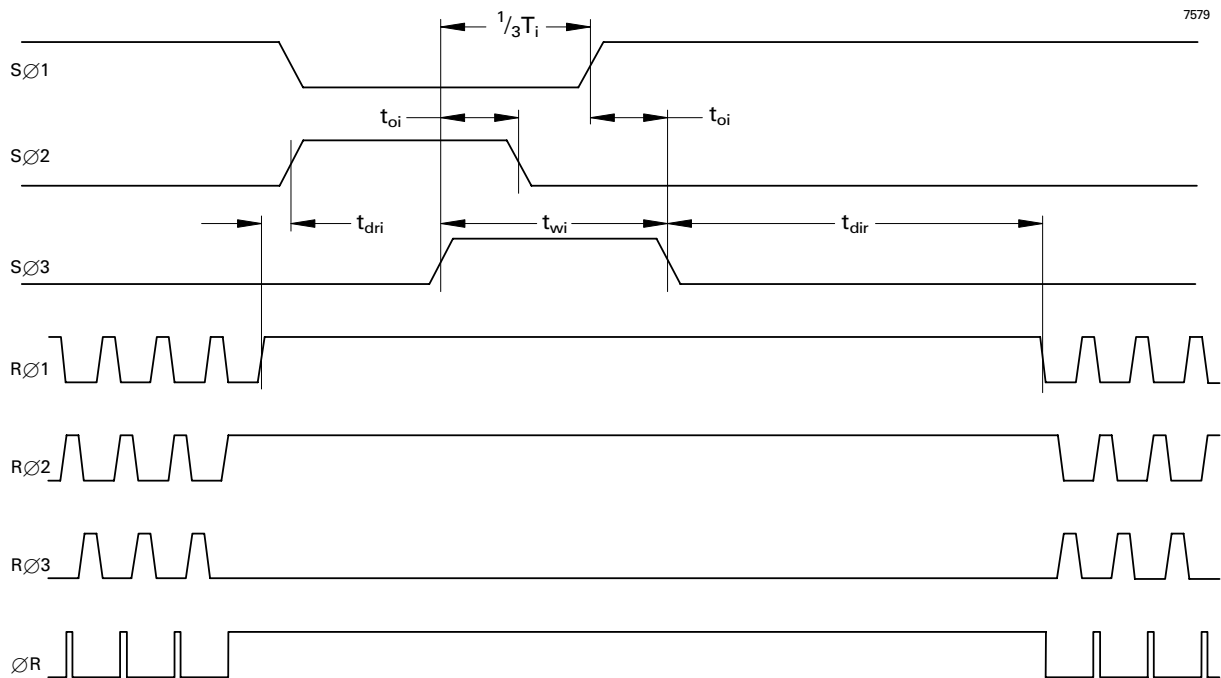 7579
1/3Ti
SØ1
toi
toi
SØ2
tdri
twi
tdir
SØ3
RØ1
RØ2
RØ3
ØR